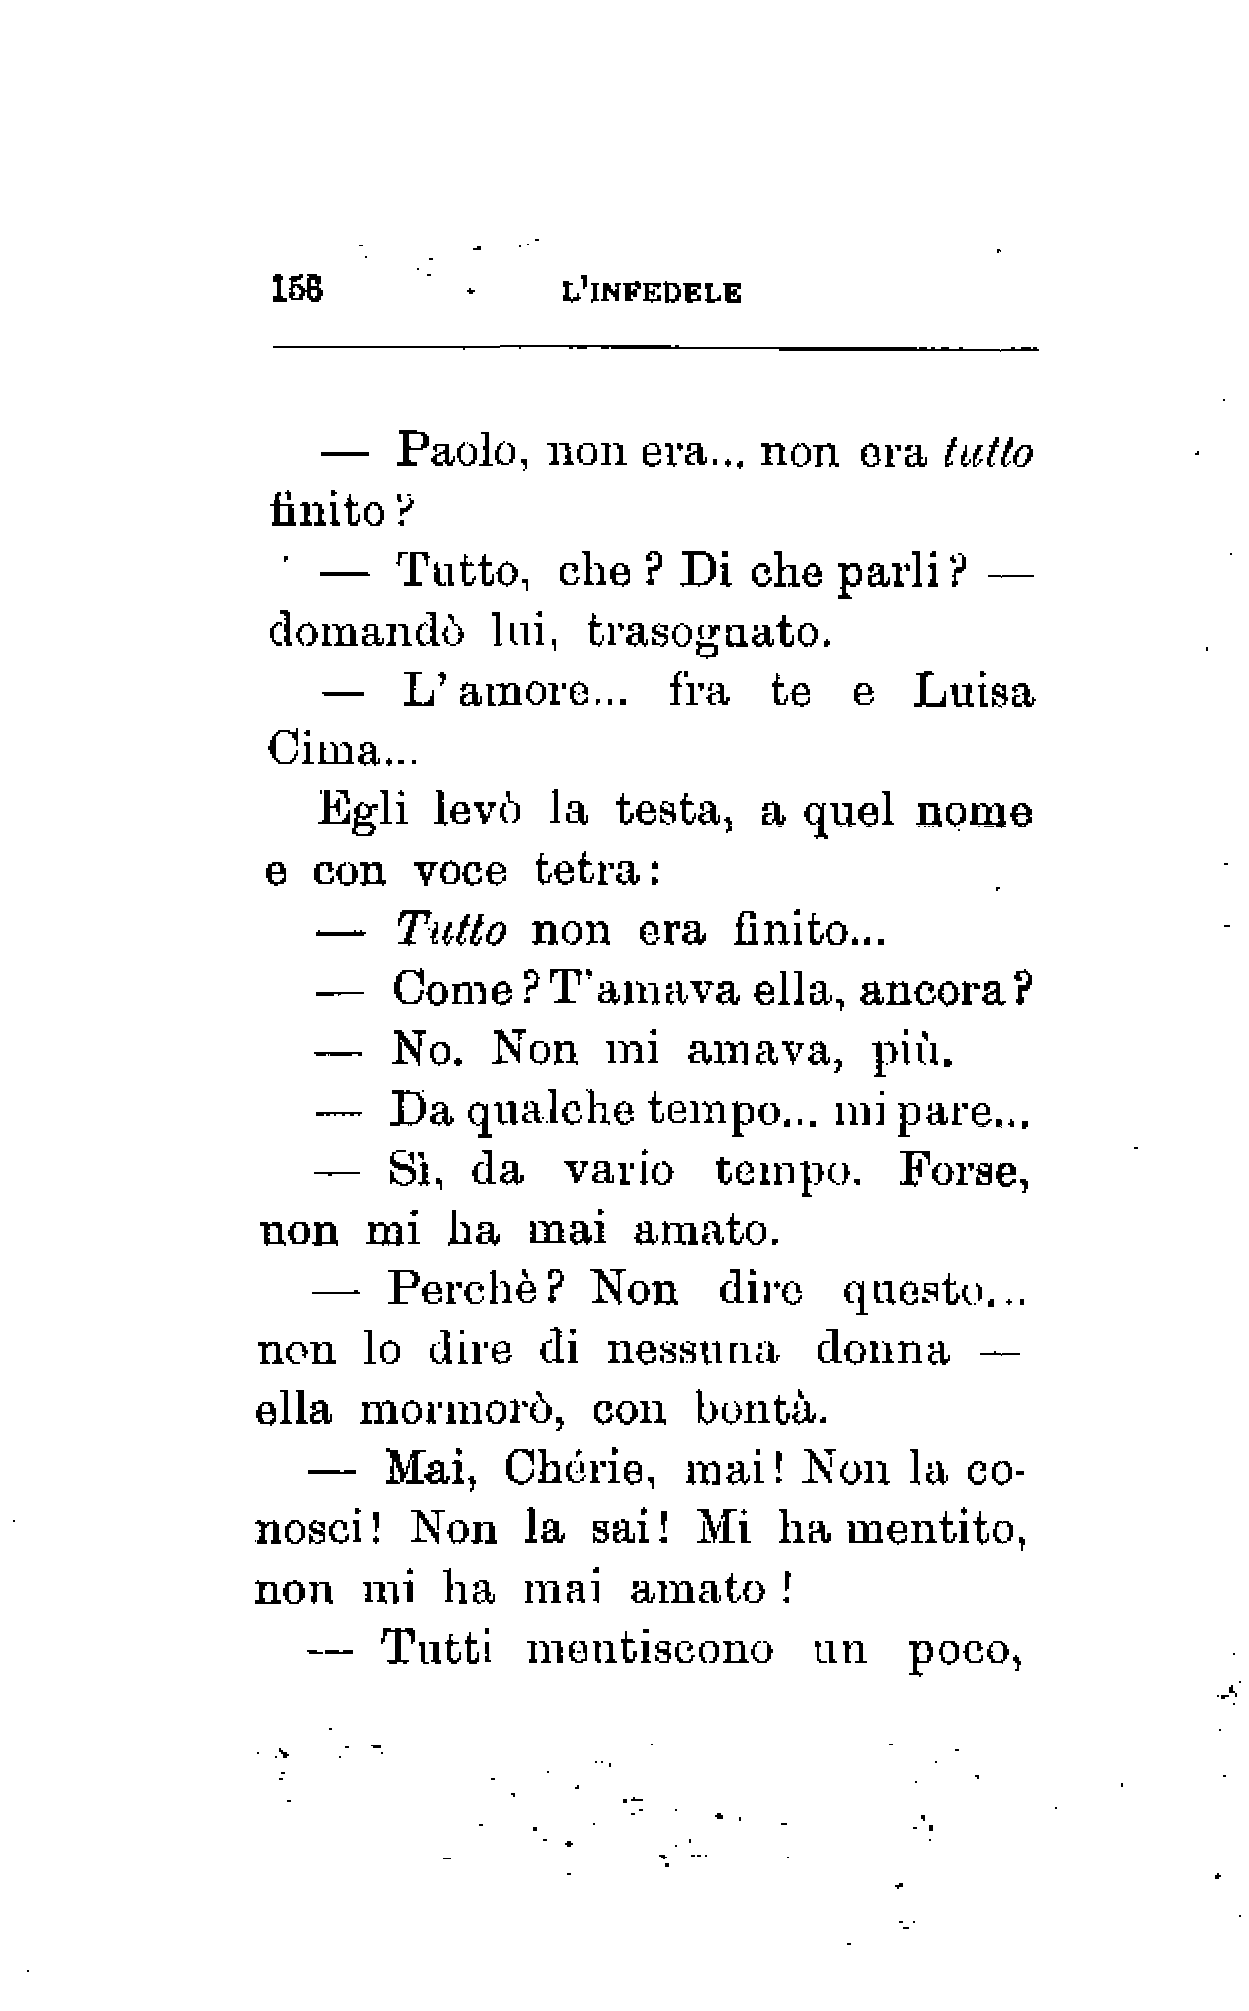 158 L'INFEDELE
— Paolo, non era... non era tutto
finito?
— Tutto, che? Di che parli? —
domandò lui, trasognato.
— L'amore... fra te e Luisa
Cima...
Egli levò la testa, a quel nome
e con voce tetra:
— Tutto non era finito...
— Come? T'amava ella, ancora?
— No. Non mi amava, più.
— Da qualche tempo... mi pare...
— Sì, da vario tempo. Forse,
non mi ha mai amato.
— Perchè? Non dire questo...
non lo dire di nessuna donna —
ella mormorò, con bontà.
— Mai, Chérie, mai! Non la co-
nosci! Non la sai! Mi ha mentito,
non mi ha mai amato!
— Tutti mentiscono un poco,